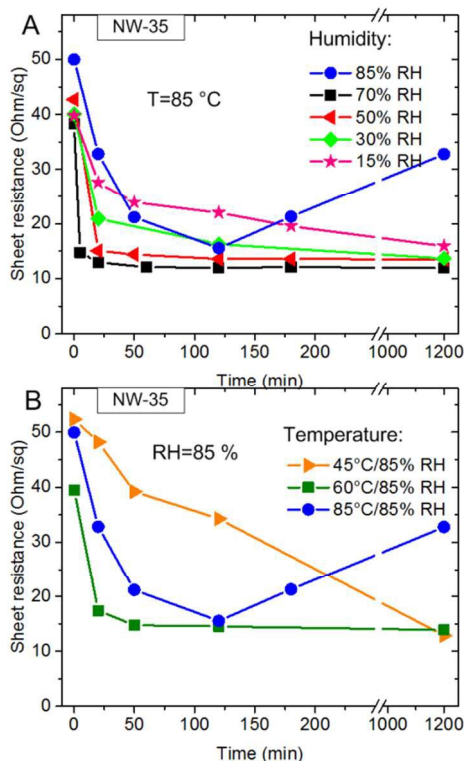 A
NW-35
Humidity:
T=85 °C
85% RH
70% RH
50% RH
30% RH
15% RH
Sheet resistance (Ohm/sq)
50
40
30
20
10
0
0 50 100 150 200 1000 1200
Time (min)
B
NW-35
RH=85 %
Temperature:
45°C/85% RH
60°C/85% RH
85°C/85% RH
Sheet resistance (Ohm/sq)
50
40
30
20
10
0
0 50 100 150 200 1000 1200
Time (min)